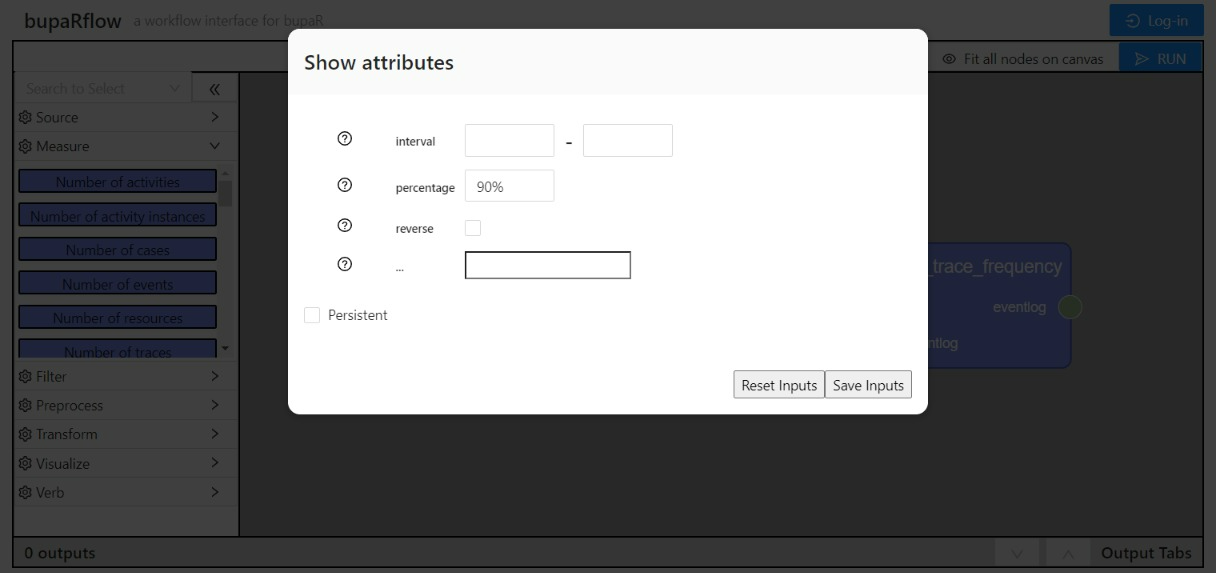 bupaRflow a workflow interface for bupaR
Log-in
Show attributes
Fit all nodes on canvas
RUN
Search to Select
Source
Measure
Number of activities
Number of activity instances
Number of cases
Number of events
Number of resources
Number of traces
Filter
Preprocess
Transform
Visualize
Verb
interval -
percentage 90%
reverse
...
Persistent
Reset Inputs Save Inputs
_trace_frequency
eventlog
ntlog
0 outputs
Output Tabs